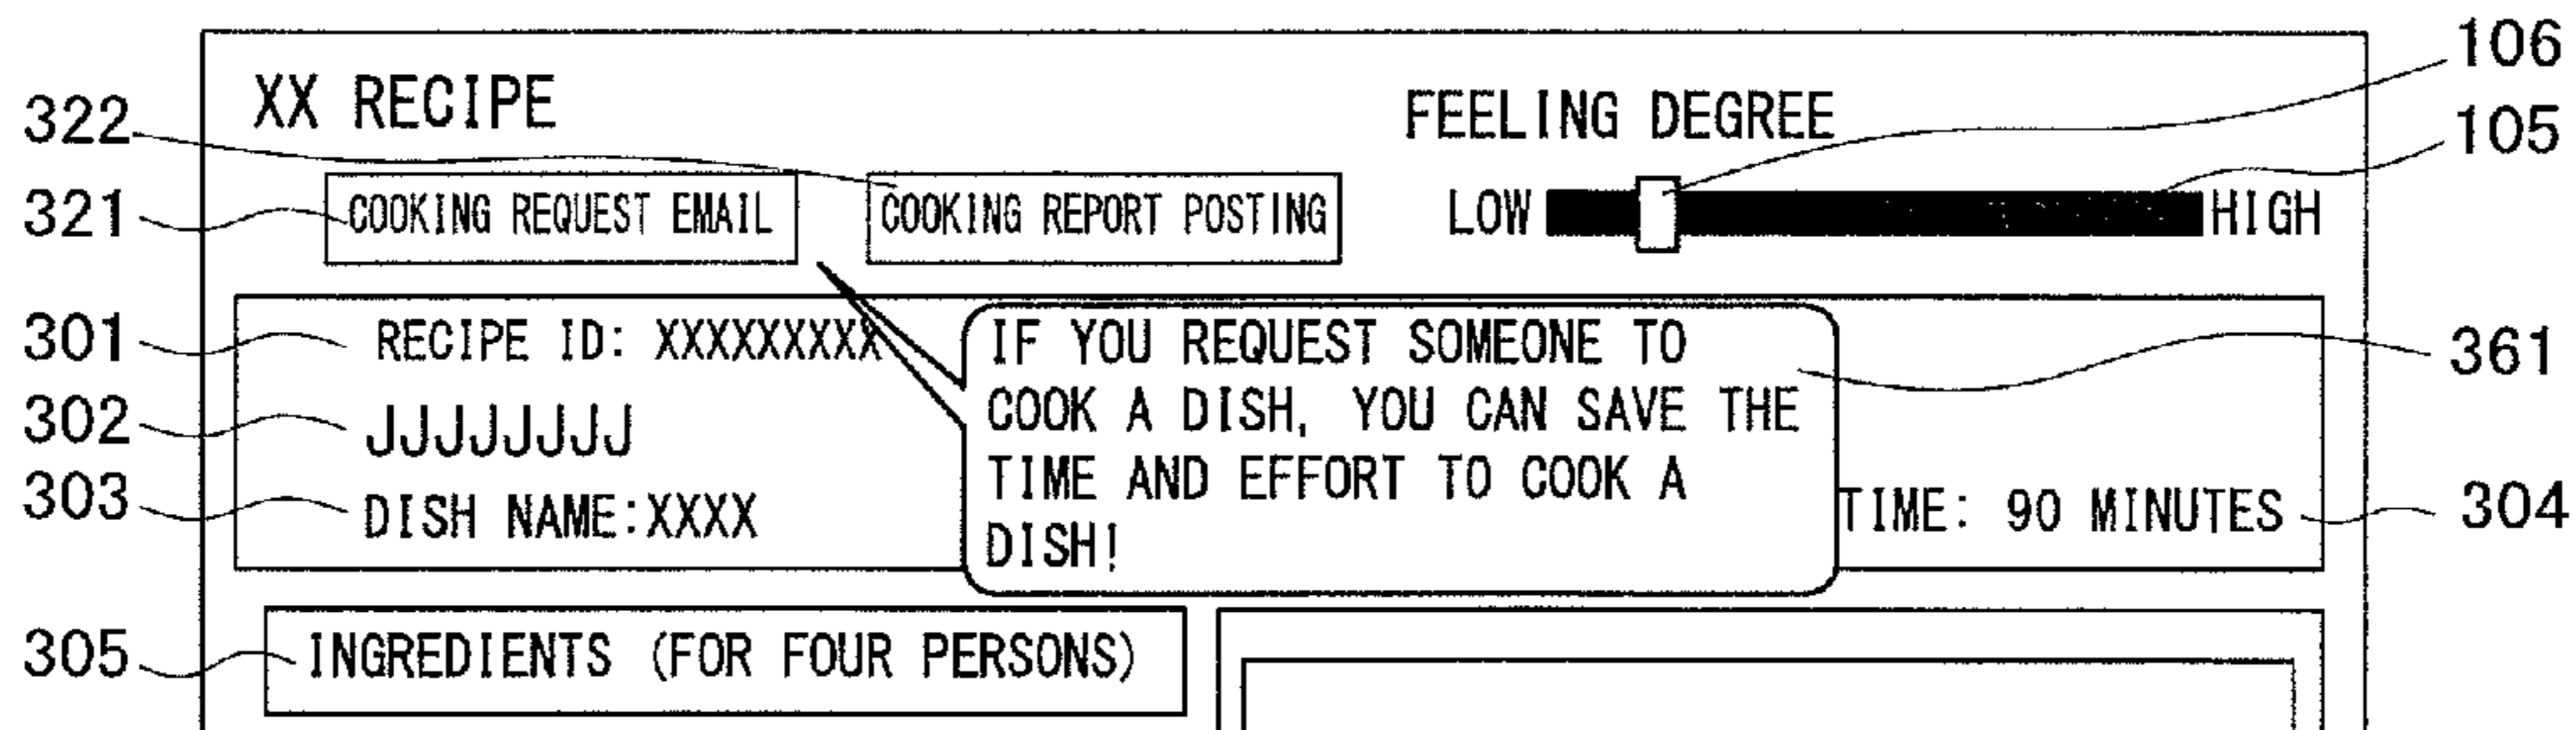 106
XX RECIPE
FEELING DEGREE
322
105
321
COOKING REQUEST EMAIL
COOKING REPORT POSTING
LOW
HIGH
301
RECIPE ID: XXXXXXXXX
IF YOU REQUEST SOMEONE TO
COOK A DISH, YOU CAN SAVE THE
TIME AND EFFORT TO COOK A
DISH!
361
302
JJJJJJJJ
303
DISH NAME:XXXX
TIME: 90 MINUTES
304
305
INGREDIENTS (FOR FOUR PERSONS)